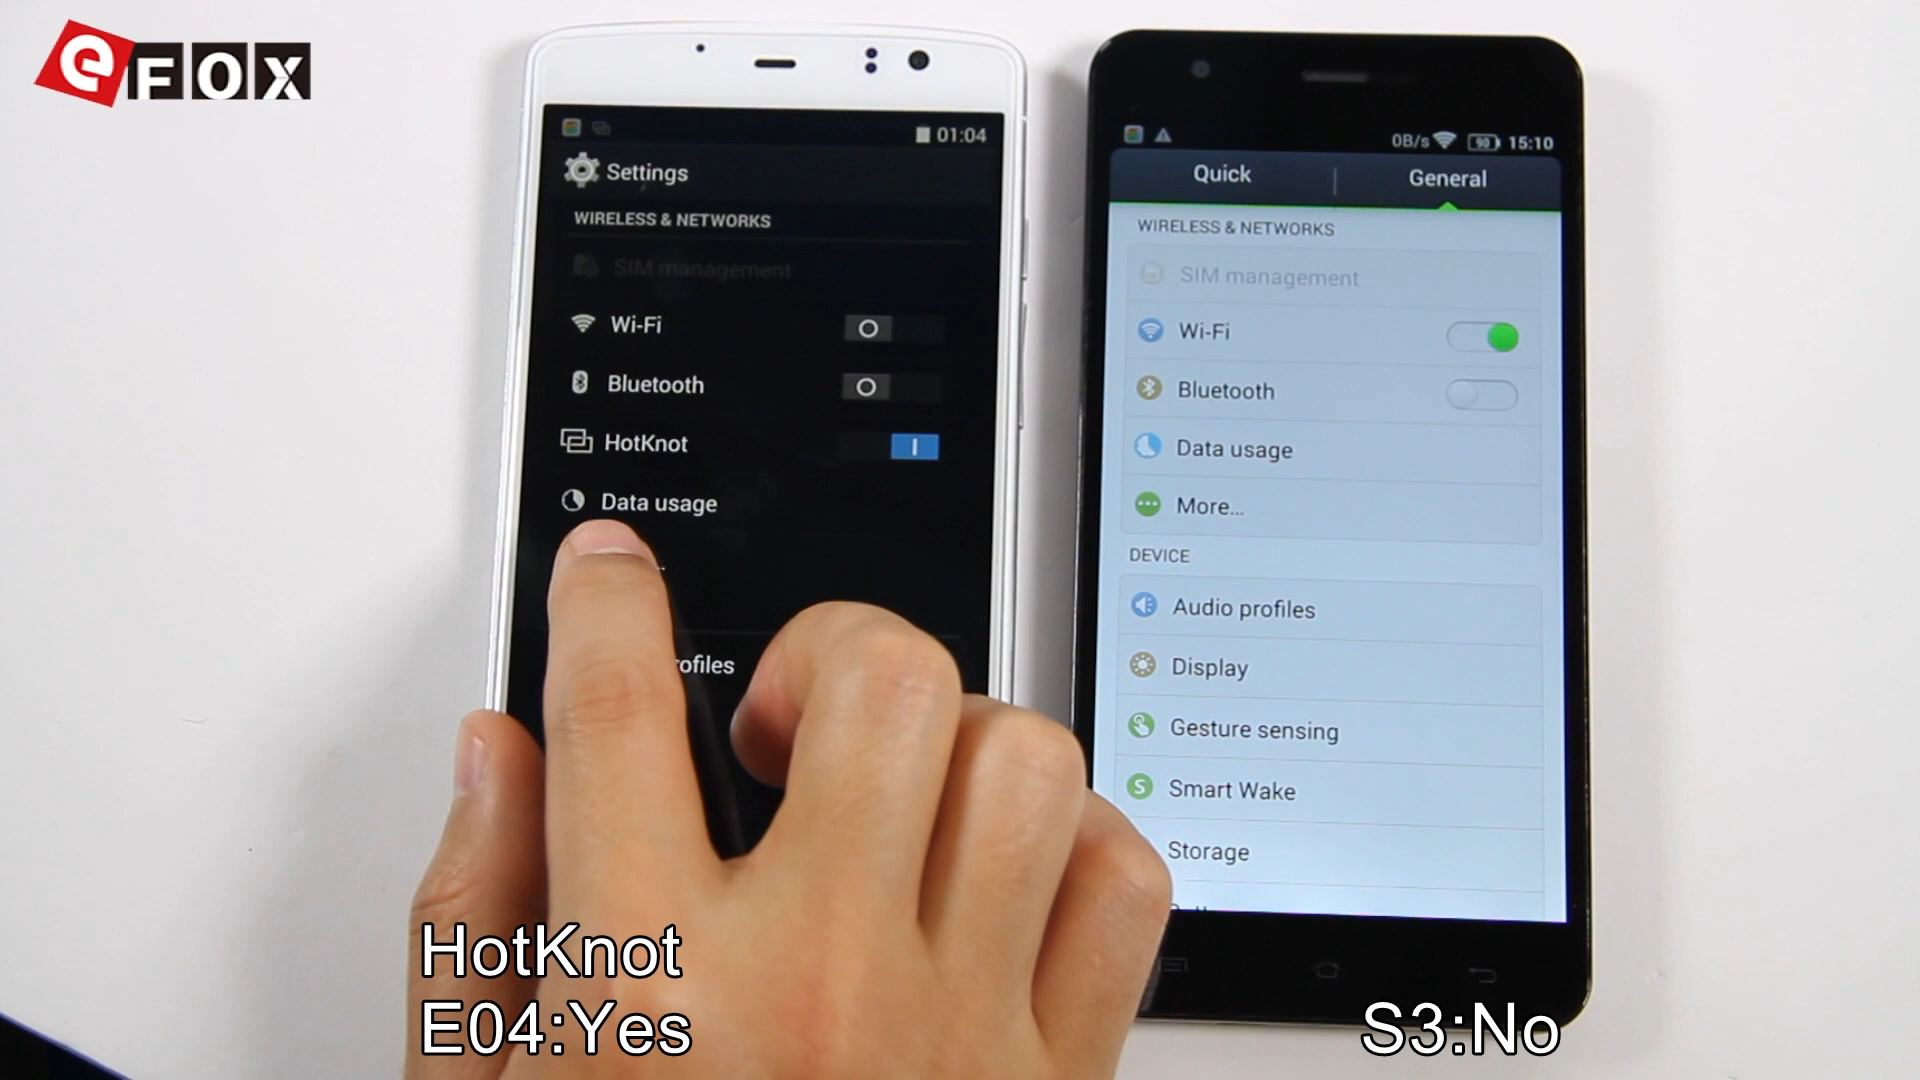 eFOX
01:04
Settings
WIRELESS & NETWORKS
SIM management
Wi-Fi
Bluetooth
HotKnot
Data usage
rofiles
0B/s 90 15:10
Quick
General
WIRELESS & NETWORKS
SIM management
Wi-Fi
Bluetooth
Data usage
More...
DEVICE
Audio profiles
Display
Gesture sensing
Smart Wake
Storage
HotKnot
E04:Yes
S3:No